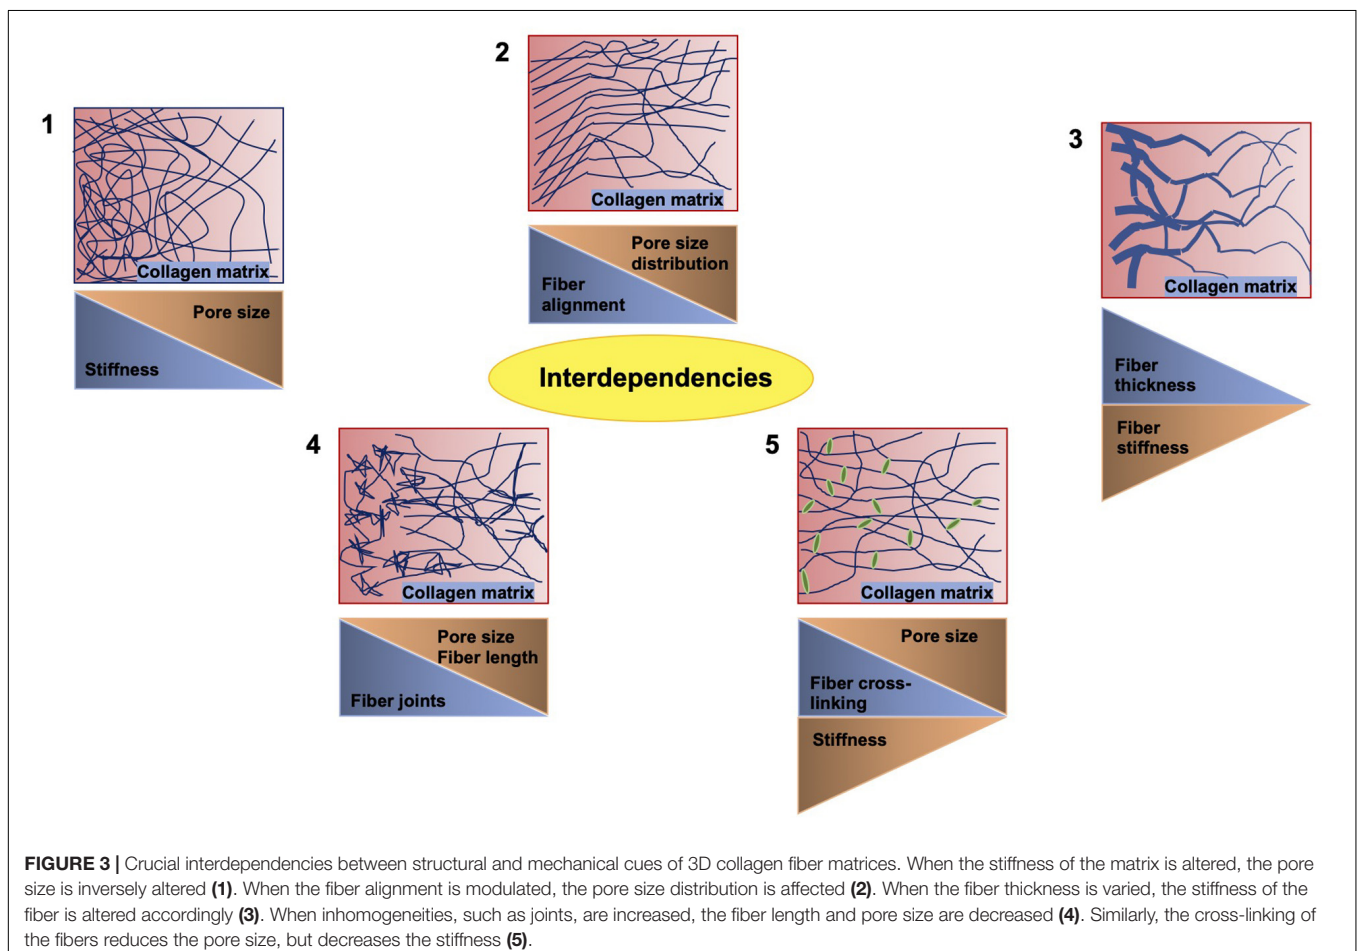 1
Collagen matrix
Pore size
Stiffness
2
Collagen matrix
Pore size
distribution
Fiber
alignment
3
Collagen matrix
Fiber
thickness
Fiber
stiffness
Interdependencies
4
Collagen matrix
Pore size
Fiber length
Fiber joints
5
Collagen matrix
Pore size
Fiber cross-
linking
Stiffness
FIGURE 3 | Crucial interdependencies between structural and mechanical cues of 3D collagen fiber matrices. When the stiffness of the matrix is altered, the pore
size is inversely altered (1). When the fiber alignment is modulated, the pore size distribution is affected (2). When the fiber thickness is varied, the stiffness of the
fiber is altered accordingly (3). When inhomogeneities, such as joints, are increased, the fiber length and pore size are decreased (4). Similarly, the cross-linking of
the fibers reduces the pore size, but decreases the stiffness (5).